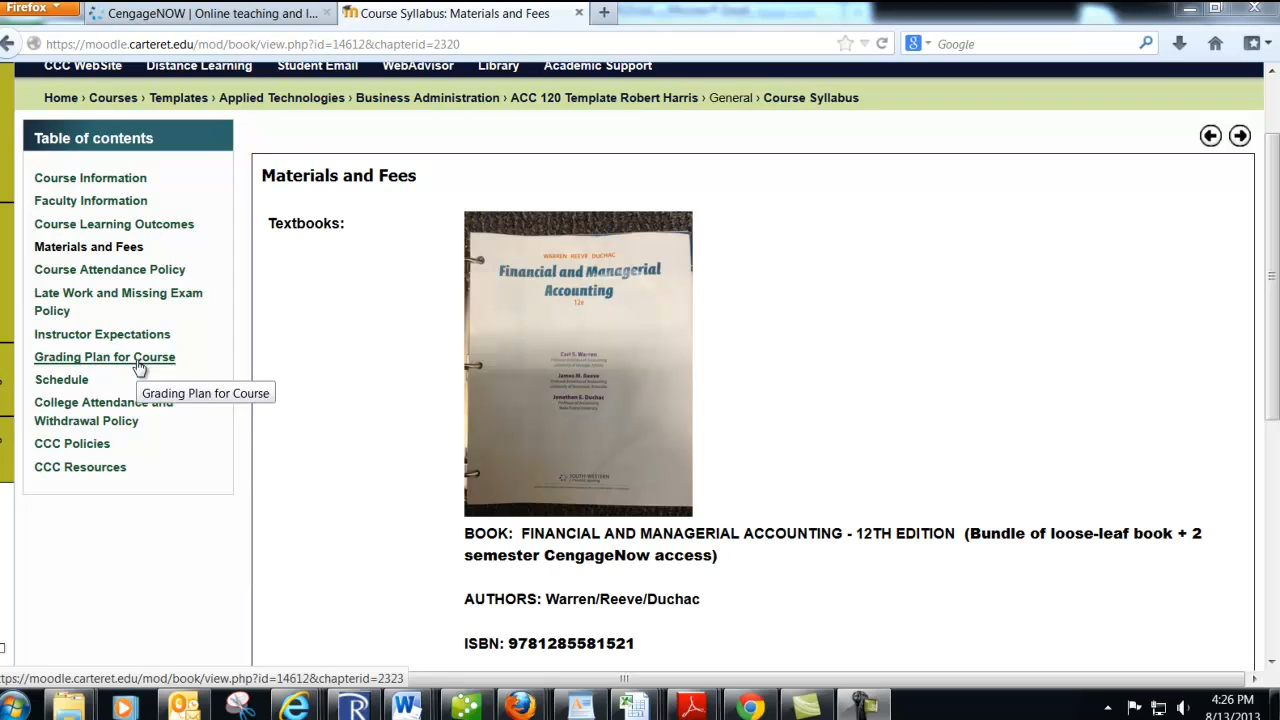 Firefox
CengageNOW | Online teaching and l...
Course Syllabus: Materials and Fees
https://moodle.carteret.edu/mod/book/view.php?id=14612&chapterid=2320
Google
CCC WebSite Distance Learning Student Email WebAdvisor Library Academic Support
Home › Courses › Templates › Applied Technologies › Business Administration › ACC 120 Template Robert Harris › General › Course Syllabus
Table of contents
Course Information
Faculty Information
Course Learning Outcomes
Materials and Fees
Course Attendance Policy
Late Work and Missing Exam
Policy
Instructor Expectations
Grading Plan for Course
Schedule
Grading Plan for Course
College Attendance and
Withdrawal Policy
CCC Policies
CCC Resources
Materials and Fees
Textbooks:
WARREN REEVE DUCHAC
Financial and Managerial
Accounting
12e
Carl S. Warren
James M. Reeve
Jonathan E. Duchac
SOUTH-WESTERN
BOOK: FINANCIAL AND MANAGERIAL ACCOUNTING - 12TH EDITION (Bundle of loose-leaf book + 2
semester CengageNow access)
AUTHORS: Warren/Reeve/Duchac
ISBN: 9781285581521
ttps://moodle.carteret.edu/mod/book/view.php?id=14612&chapterid=2323
4:26 PM
8/13/2013